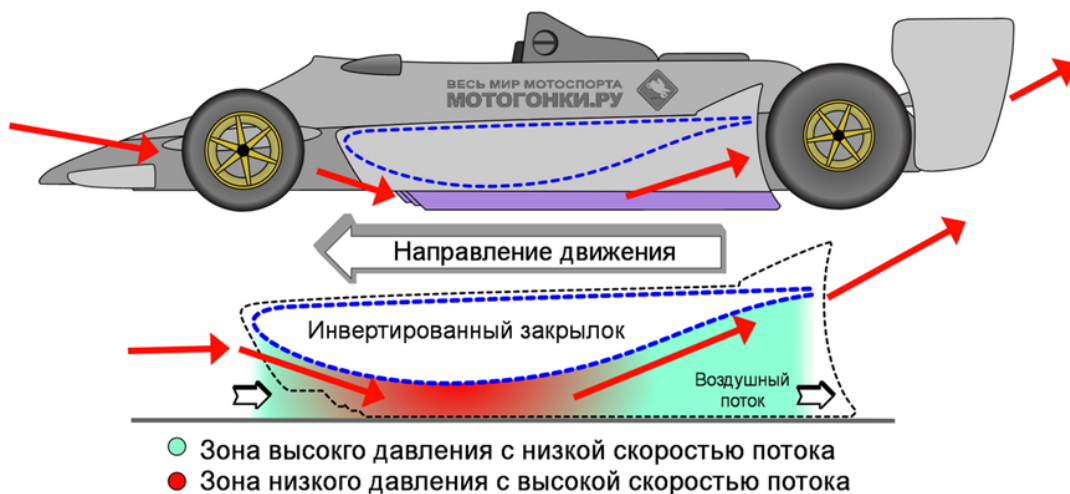 ВЕСЬ МИР МОТОСПОРТА
МОТОГОНКИ.РУ
Направление движения
Инвертированный закрылок
Воздушный
поток
Зона высокго давления с низкой скоростью потока
Зона низкого давления с высокой скоростью потока